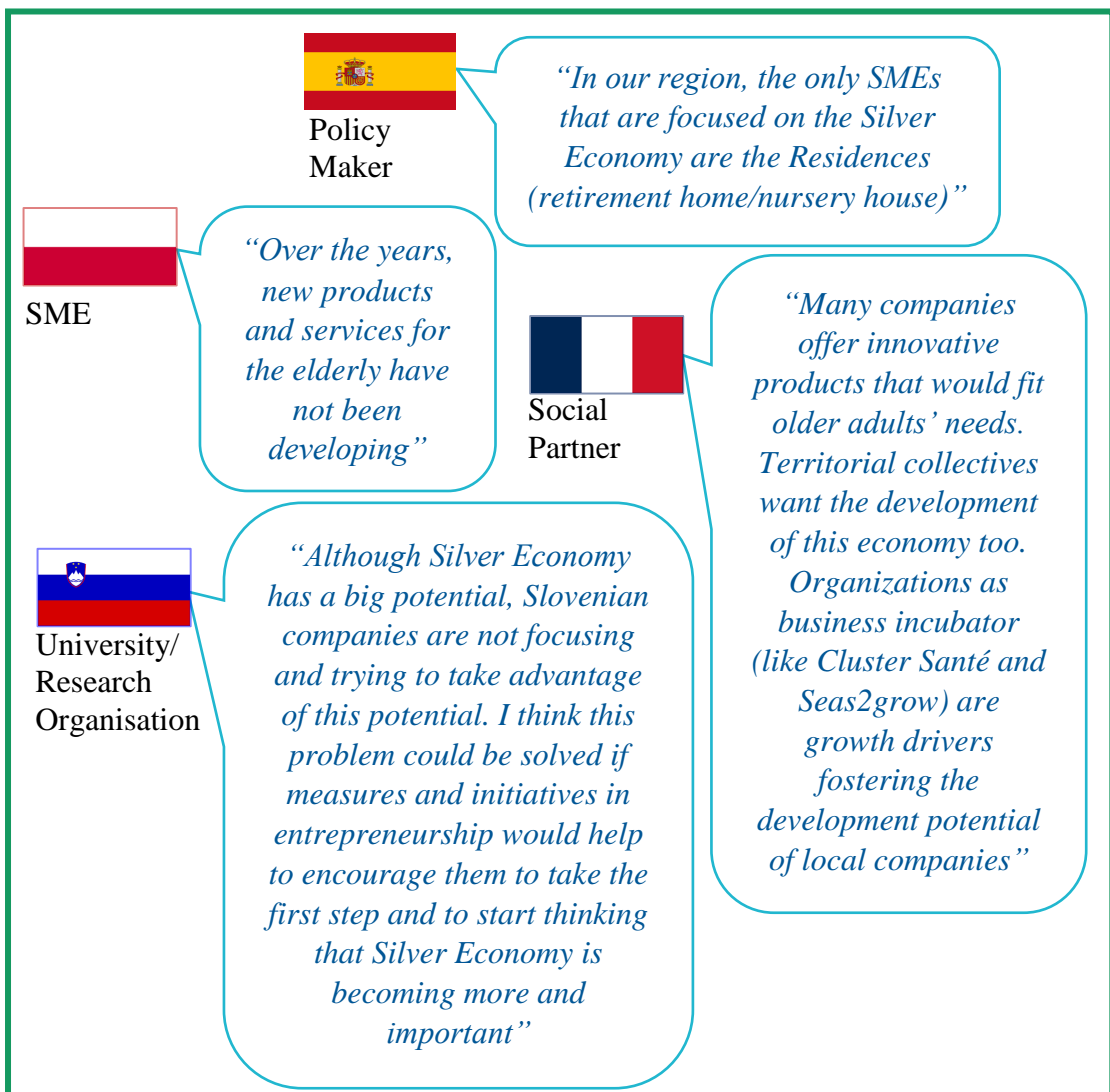 Policy
Maker
“In our region, the only SMEs
that are focused on the Silver
Economy are the Residences
(retirement home/nursery house)”
SME
“Over the years,
new products
and services for
the elderly have
not been
developing”
Social
Partner
“Many companies
offer innovative
products that would fit
older adults’ needs.
Territorial collectives
want the development
of this economy too.
Organizations as
business incubator
(like Cluster Santé and
Seas2grow) are
growth drivers
fostering the
development potential
of local companies”
University/
Research
Organisation
“Although Silver Economy
has a big potential, Slovenian
companies are not focusing
and trying to take advantage
of this potential. I think this
problem could be solved if
measures and initiatives in
entrepreneurship would help
to encourage them to take the
first step and to start thinking
that Silver Economy is
becoming more and
important”